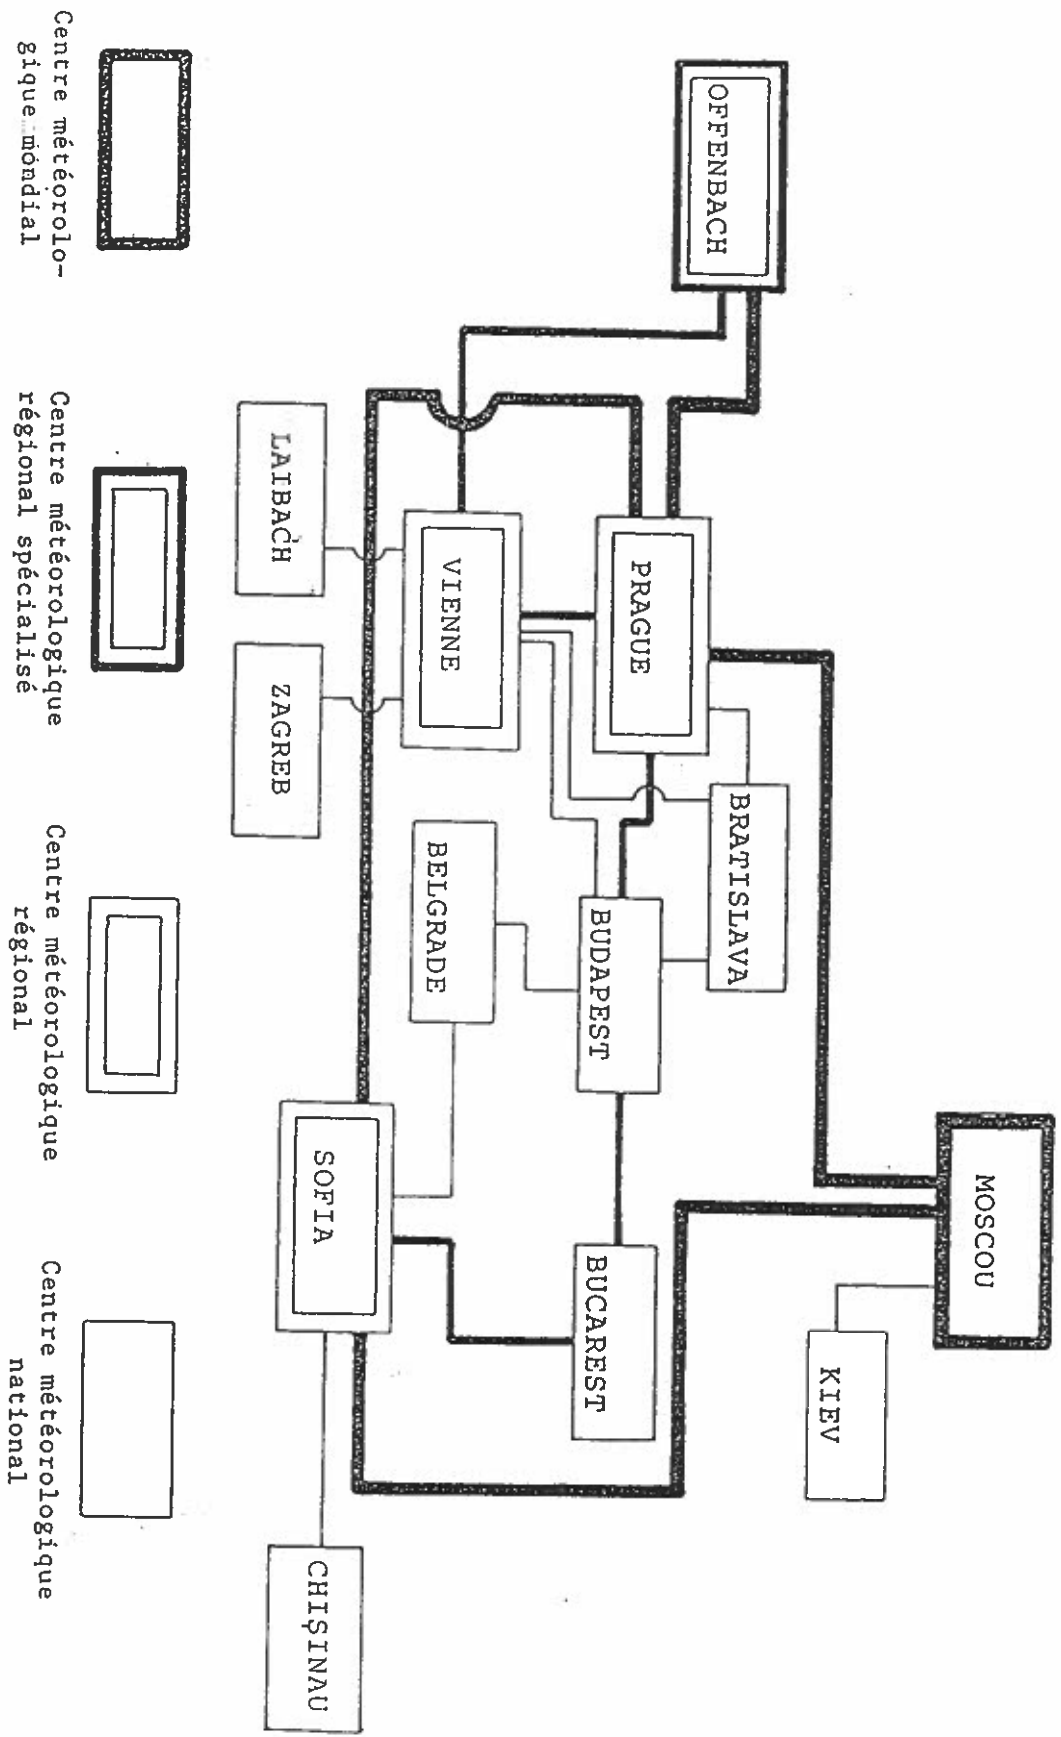 MOSCOU
KIEV
OFFENBACH
BRATISLAVA
PRAGUE
BUDAPEST
BUCAREST
VIENNE
BELGRADE
LAIBACH
ZAGREB
SOFIA
CHIȘINAU
Centre météorolo-
gique mondial
Centre météorologique
régional spécialisé
Centre météorologique
régional
Centre météorologique
national